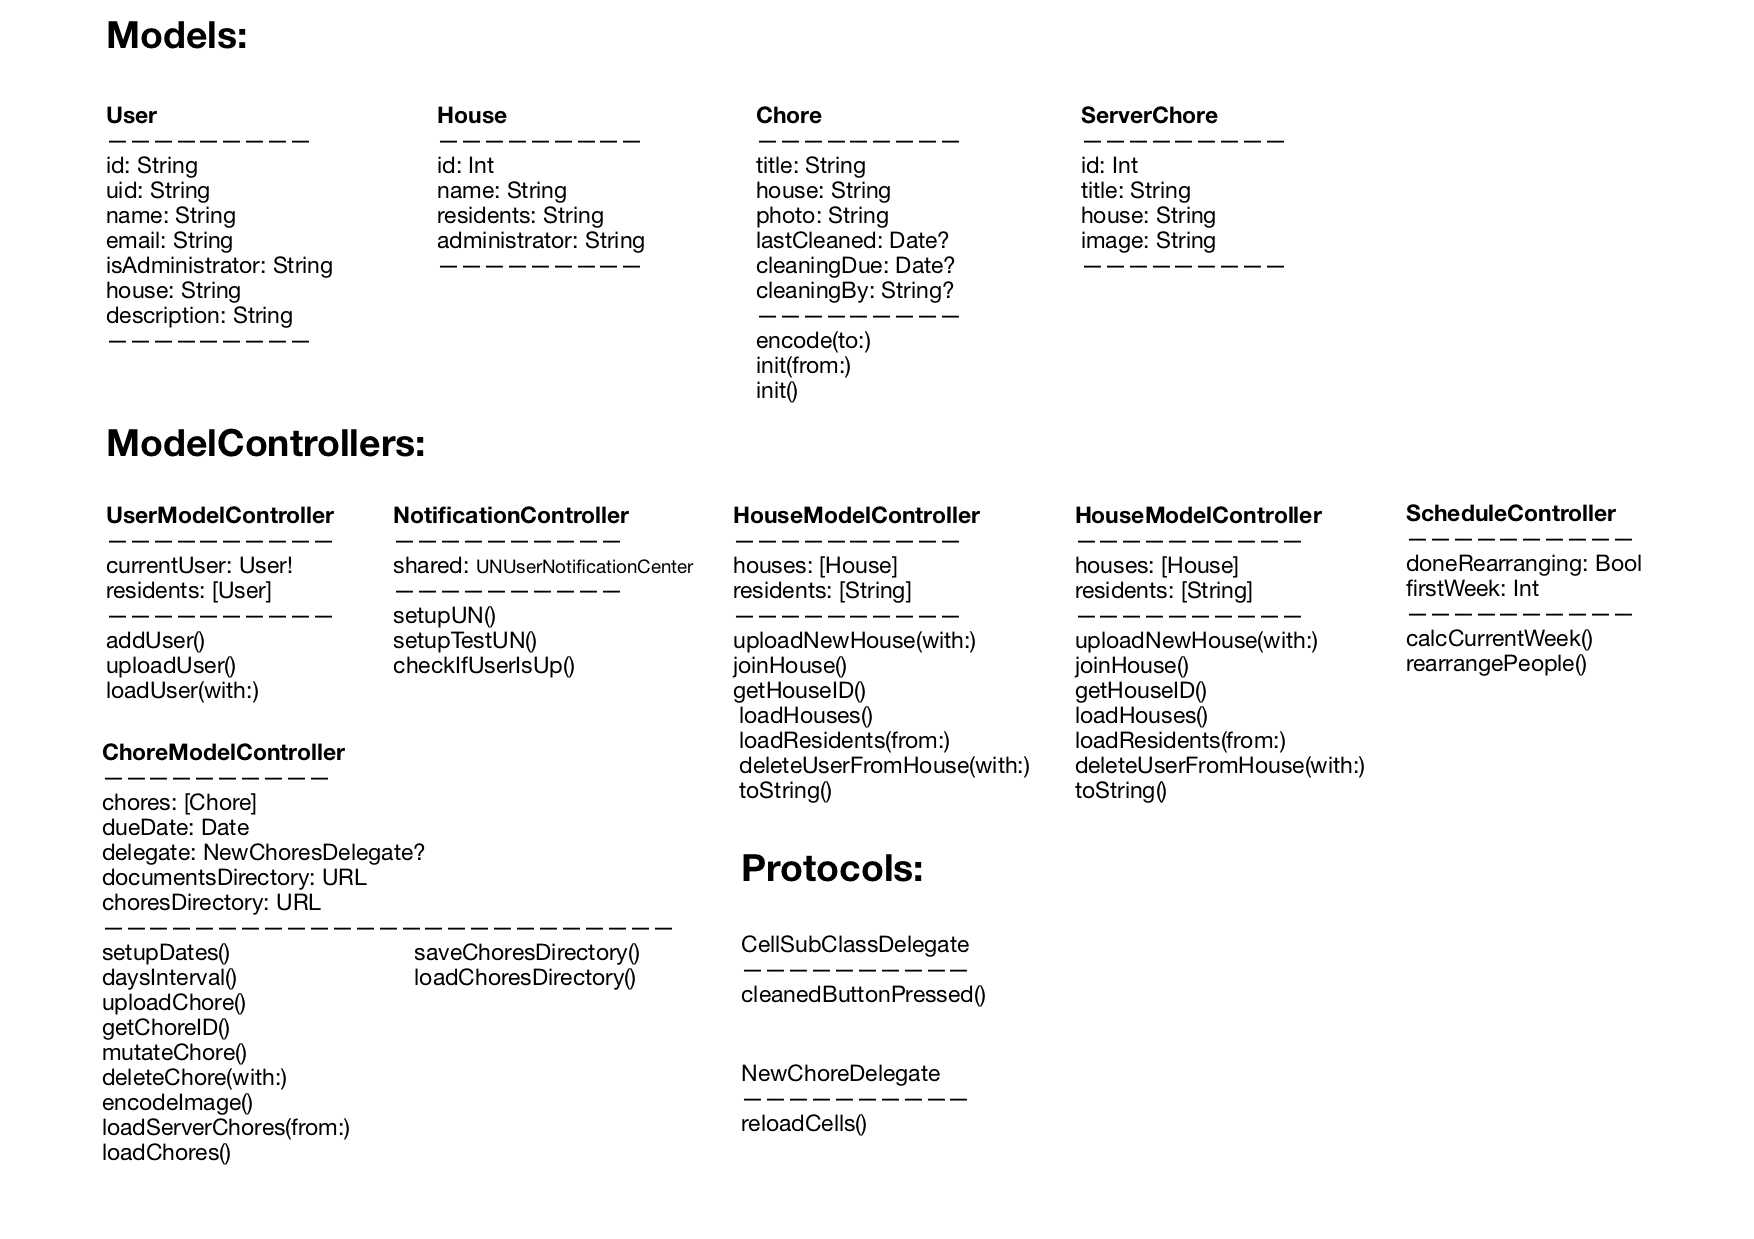 Models:
User
— — — — — — — — —
id: String
uid: String
name: String
email: String
isAdministrator: String
house: String
description: String
— — — — — — — — —
House
— — — — — — — — —
id: Int
name: String
residents: String
administrator: String
— — — — — — — — —
Chore
— — — — — — — — —
title: String
house: String
photo: String
lastCleaned: Date?
cleaningDue: Date?
cleaningBy: String?
— — — — — — — — —
encode(to:)
init(from:)
init()
ServerChore
— — — — — — — — —
id: Int
title: String
house: String
image: String
— — — — — — — — —
ModelControllers:
UserModelController
— — — — — — — — — —
currentUser: User!
residents: [User]
— — — — — — — — — —
addUser()
uploadUser()
loadUser(with:)
NotificationController
— — — — — — — — — —
shared: UNUserNotificationCenter
— — — — — — — — — —
setupUN()
setupTestUN()
checkIfUserIsUp()
HouseModelController
— — — — — — — — — —
houses: [House]
residents: [String]
— — — — — — — — — —
uploadNewHouse(with:)
joinHouse()
getHouseID()
loadHouses()
loadResidents(from:)
deleteUserFromHouse(with:)
toString()
HouseModelController
— — — — — — — — — —
houses: [House]
residents: [String]
— — — — — — — — — —
uploadNewHouse(with:)
joinHouse()
getHouseID()
loadHouses()
loadResidents(from:)
deleteUserFromHouse(with:)
toString()
ScheduleController
— — — — — — — — — —
doneRearranging: Bool
firstWeek: Int
— — — — — — — — — —
calcCurrentWeek()
rearrangePeople()
ChoreModelController
— — — — — — — — — —
chores: [Chore]
dueDate: Date
delegate: NewChoresDelegate?
documentsDirectory: URL
choresDirectory: URL
— — — — — — — — — — — — — — — — — — — — — — — — —
setupDates()
daysInterval()
uploadChore()
getChoreID()
mutateChore()
deleteChore(with:)
encodeImage()
loadServerChores(from:)
loadChores()
saveChoresDirectory()
loadChoresDirectory()
Protocols:
CellSubClassDelegate
— — — — — — — — — —
cleanedButtonPressed()
NewChoreDelegate
— — — — — — — — — —
reloadCells()